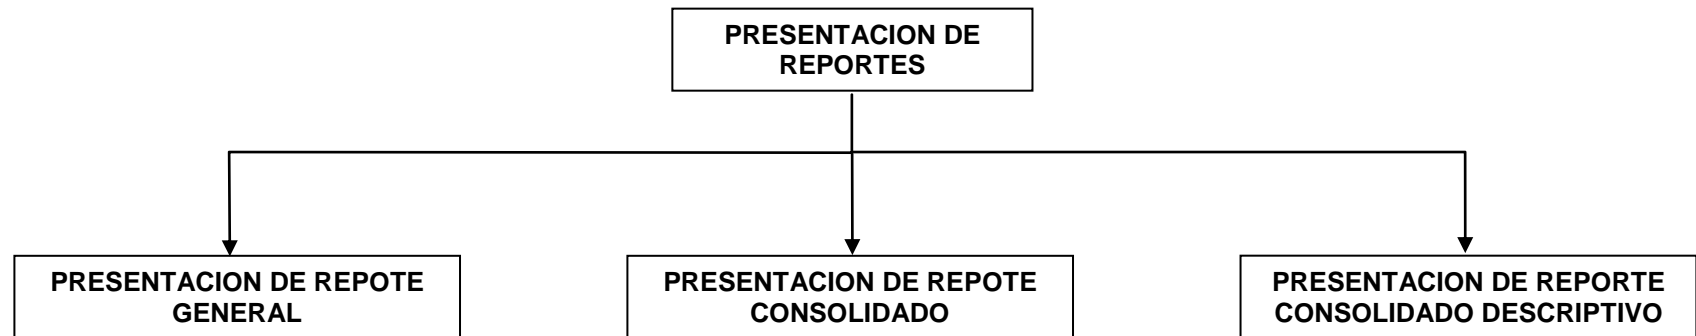 PRESENTACION DE
REPORTES
PRESENTACION DE REPOTE
GENERAL
PRESENTACION DE REPOTE
CONSOLIDADO
PRESENTACION DE REPORTE
CONSOLIDADO DESCRIPTIVO